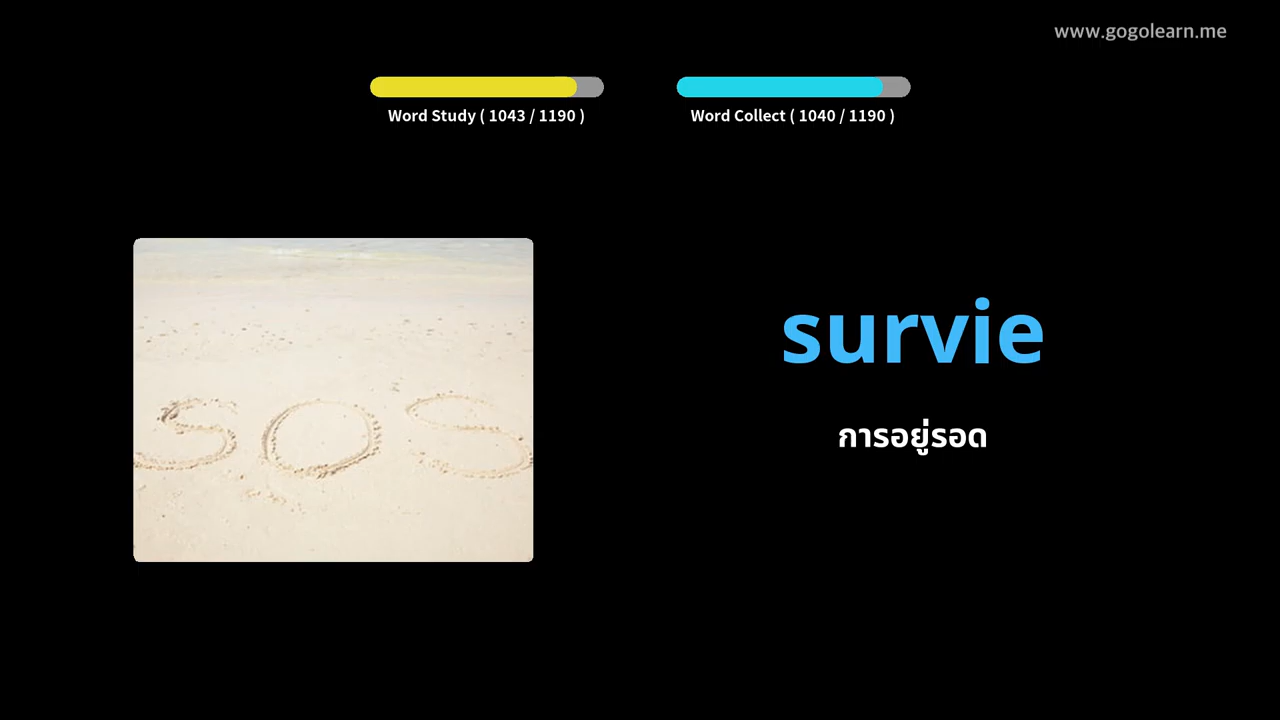 www.gogolearn.me
Word Study ( 1043 / 1190 )
Word Collect ( 1040 / 1190 )
SOS
survie
การอยู่รอด